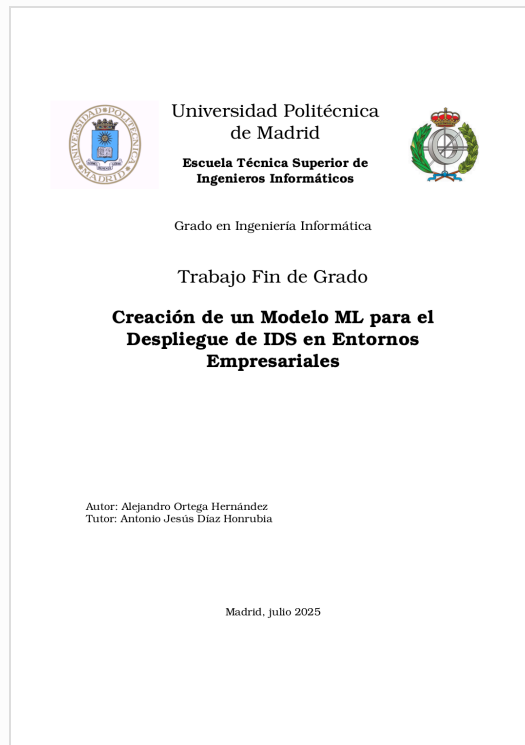 Universidad Politécnica
de Madrid
Escuela Técnica Superior de
Ingenieros Informáticos
Grado en Ingeniería Informática
Trabajo Fin de Grado
Creación de un Modelo ML para el
Despliegue de IDS en Entornos
Empresariales
Autor: Alejandro Ortega Hernández
Tutor: Antonio Jesús Díaz Honrubia
Madrid, julio 2025